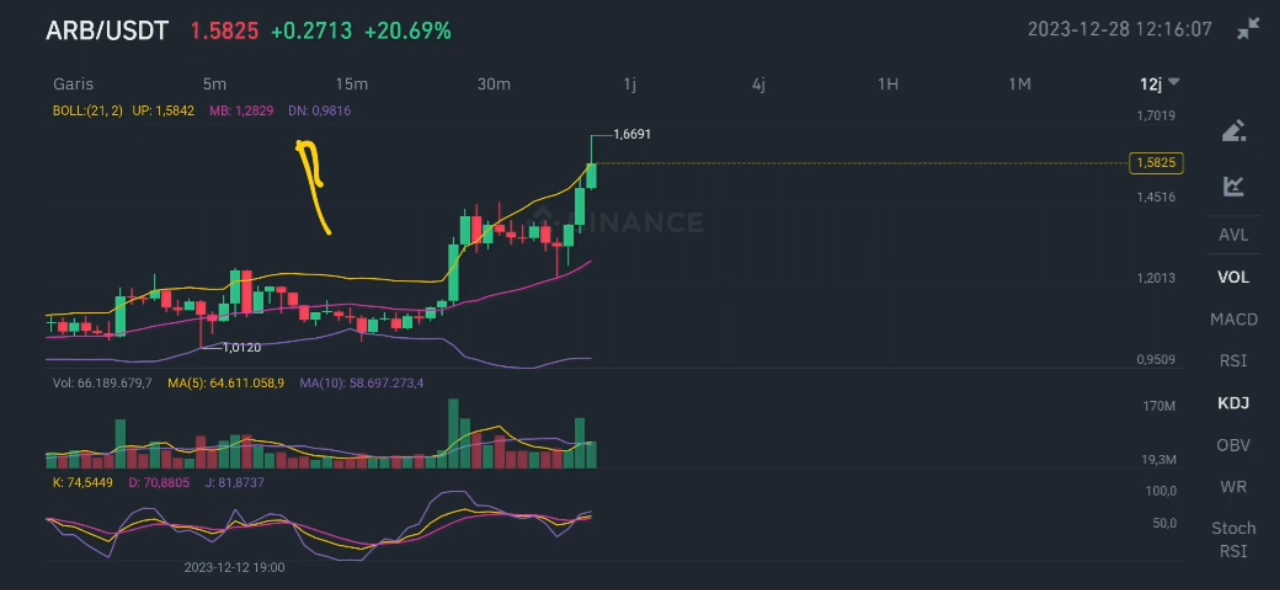 ARB/USDT 1.5825 +0.2713 +20.69% 2023-12-28 12:16:07
Garis 5m 15m 30m 1j 4j 1H 1M 12j
BOLL:(21, 2) UP: 1,5842 MB: 1,2829 DN: 0,9816
1,7019
1,6691
1,5825
1,4516
BINANCE
AVL
1,2013
VOL
MACD
1,0120
0,9509
RSI
Vol: 66.189.679,7 MA(5): 64.611.058,9 MA(10): 58.697.273,4
170M
KDJ
OBV
19,3M
K: 74,5449 D: 70,8805 J: 81,8737
100,0
WR
50,0
Stoch
RSI
2023-12-12 19:00